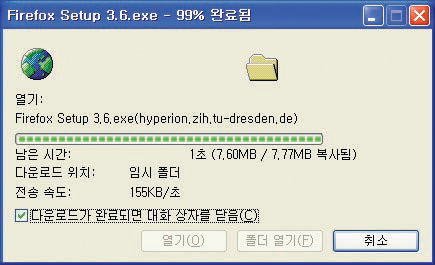 Firefox Setup 3.6.exe - 99% 완료됨
열기:
Firefox Setup 3.6.exe(hyperion.zih.tu-dresden.de)
남은 시간: 1초 (7.60MB / 7.77MB 복사됨)
다운로드 위치: 임시 폴더
전송 속도: 155KB/초
다운로드가 완료되면 대화 상자를 닫음(C)
열기(O) 폴더 열기(F) 취소